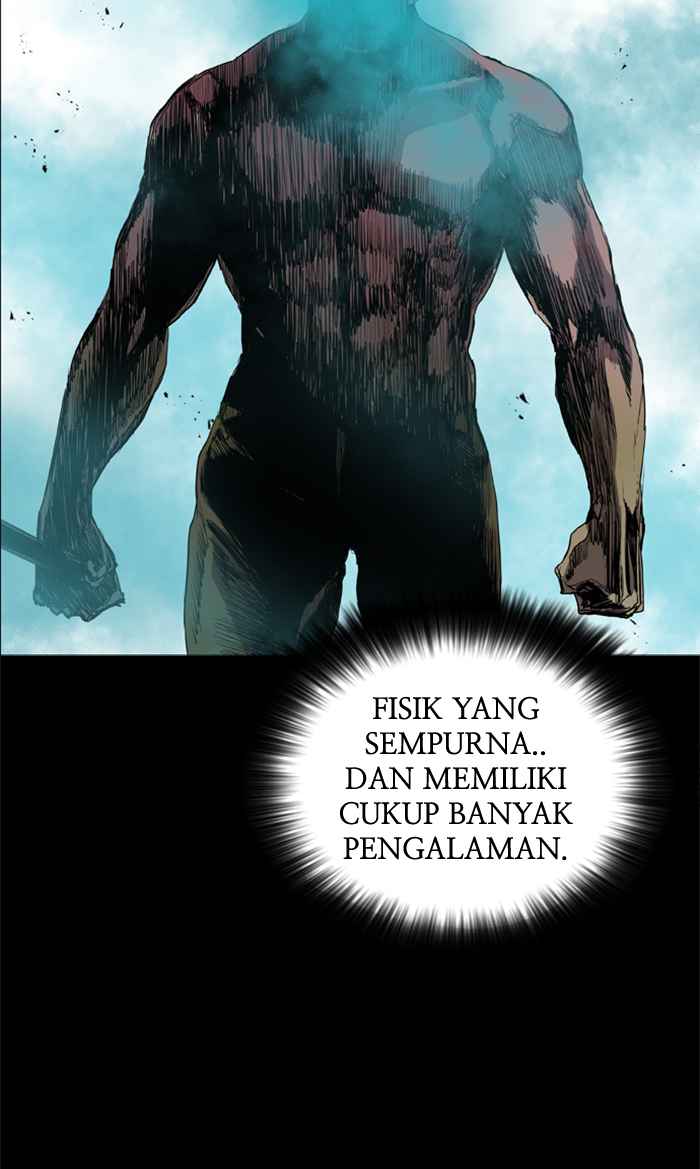 FISIK YANG
SEMPURNA..
DAN MEMILIKI
CUKUP BANYAK
PENGALAMAN.